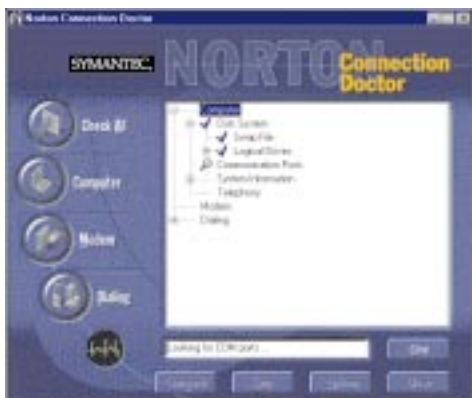 Norton Connection Doctor
SYMANTEC.
NORTON
Connection
Doctor
Check All
Computer
Modem
Dialing
Computer
Disk System
Swap File
Logical Drives
Communication Ports
System Information
Telephony
Modem
Dialing
Looking for COM ports ...
Stop